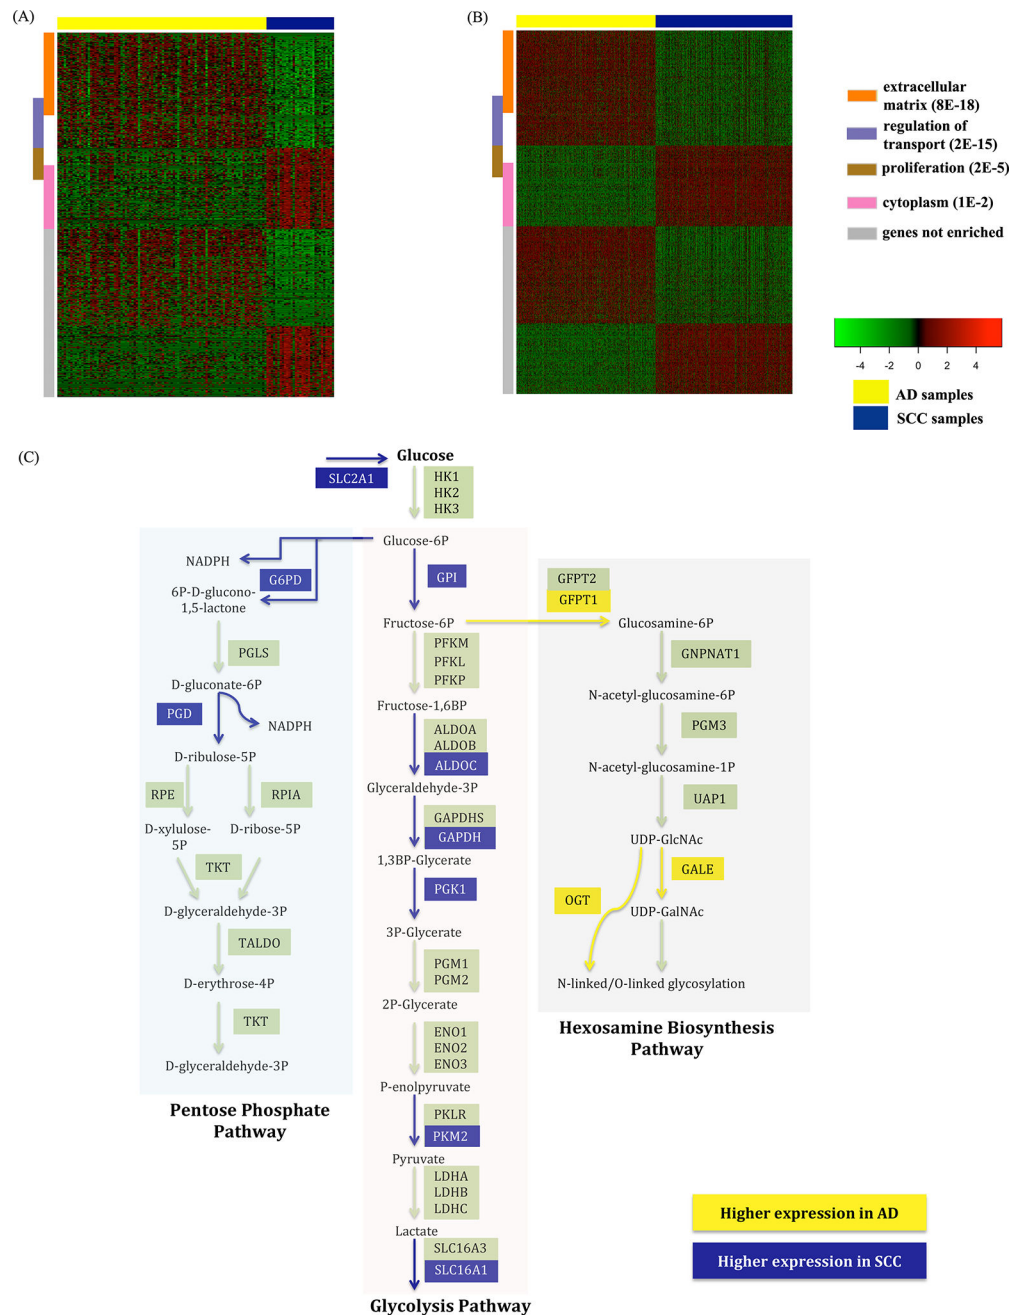 (A)
(B)
extracellular
matrix (8E-18)
regulation of
transport (2E-15)
proliferation (2E-5)
cytoplasm (1E-2)
genes not enriched
-4 -2 0 2 4
AD samples
SCC samples
(C)
Glucose
SLC2A1
HK1
HK2
HK3
Glucose-6P
NADPH
G6PD
6P-D-glucono-
1,5-lactone
PGLS
D-gluconate-6P
PGD
NADPH
D-ribulose-5P
RPE
RPIA
D-xylulose-
5P
D-ribose-5P
TKT
D-glyceraldehyde-3P
TALDO
D-erythrose-4P
TKT
D-glyceraldehyde-3P
Pentose Phosphate
Pathway
GPI
Fructose-6P
PFKM
PFKL
PFKP
Fructose-1,6BP
ALDOA
ALDOB
ALDOC
Glyceraldehyde-3P
GAPDHS
GAPDH
1,3BP-Glycerate
PGK1
3P-Glycerate
PGM1
PGM2
2P-Glycerate
ENO1
ENO2
ENO3
P-enolpyruvate
PKLR
PKM2
Pyruvate
LDHA
LDHB
LDHC
Lactate
SLC16A3
SLC16A1
Glycolysis Pathway
GFPT2
GFPT1
Glucosamine-6P
GNPNAT1
N-acetyl-glucosamine-6P
PGM3
N-acetyl-glucosamine-1P
UAP1
UDP-GlcNAc
GALE
OGT
UDP-GalNAc
N-linked/O-linked glycosylation
Hexosamine Biosynthesis
Pathway
Higher expression in AD
Higher expression in SCC